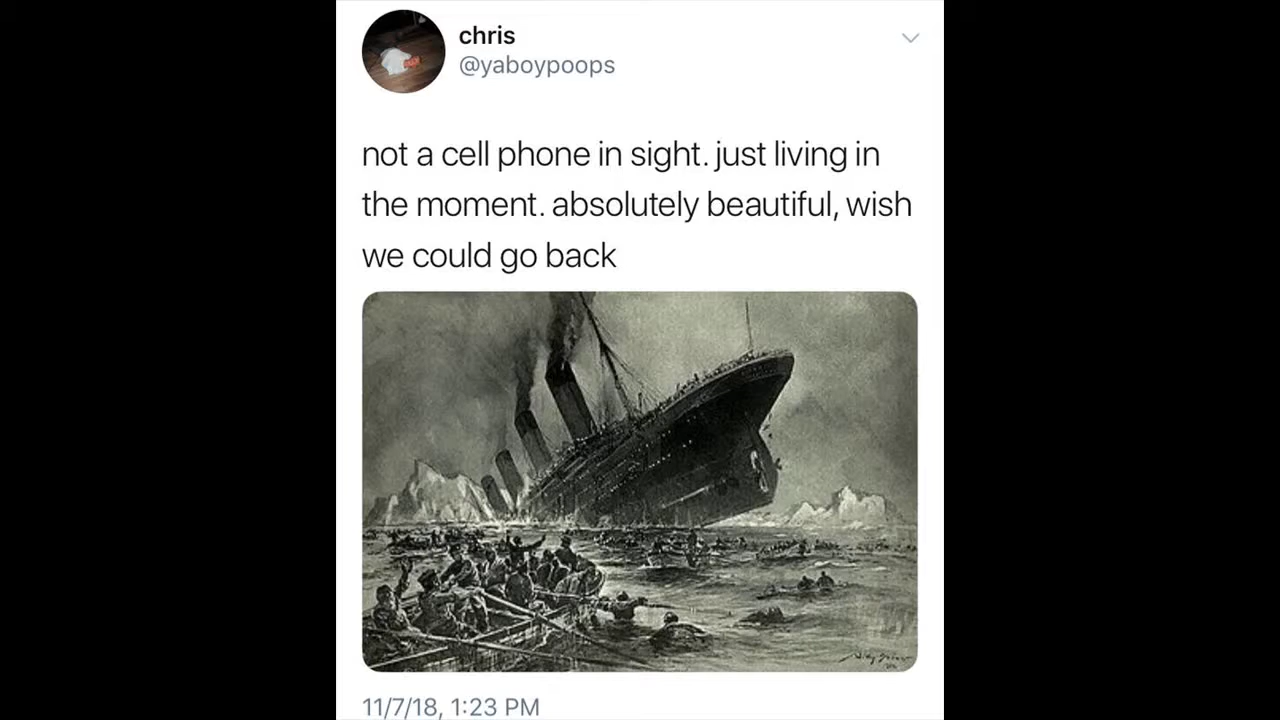 chris
@yaboypoops
not a cell phone in sight. just living in
the moment. absolutely beautiful, wish
we could go back
11/7/18, 1:23 PM